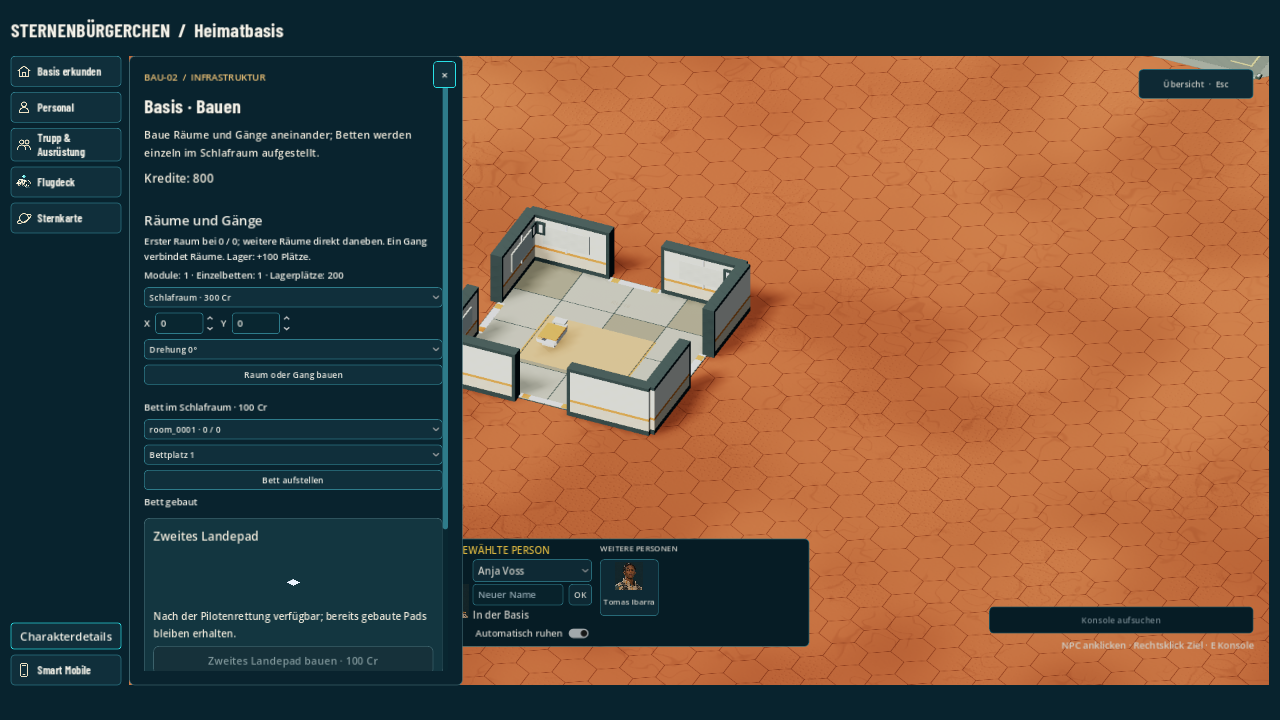 STERNENBÜRGERCHEN / Heimatbasis
Basis erkunden
Personal
Trupp &
Ausrüstung
Flugdeck
Sternkarte
Charakterdetails
Smart Mobile
BAU-02 / INFRASTRUKTUR
×
Basis · Bauen
Baue Räume und Gänge aneinander; Betten werden
einzeln im Schlafraum aufgestellt.
Kredite: 800
Räume und Gänge
Erster Raum bei 0 / 0; weitere Räume direkt daneben. Ein Gang
verbindet Räume. Lager: +100 Plätze.
Module: 1 · Einzelbetten: 1 · Lagerplätze: 200
Schlafraum · 300 Cr
X 0 Y 0
Drehung 0°
Raum oder Gang bauen
Bett im Schlafraum · 100 Cr
room_0001 · 0 / 0
Bettplatz 1
Bett aufstellen
Bett gebaut
Zweites Landepad
Nach der Pilotenrettung verfügbar; bereits gebaute Pads
bleiben erhalten.
Zweites Landepad bauen · 100 Cr
Übersicht · Esc
EWÄHLTE PERSON
Anja Voss
Neuer Name OK
In der Basis
Automatisch ruhen
WEITERE PERSONEN
Tomas Ibarra
Konsole aufsuchen
NPC anklicken · Rechtsklick Ziel · E Konsole